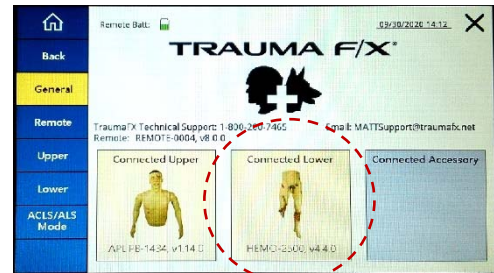 Remote Batt:
09/30/2020 14:12
Back
TRAUMA F/X®
General
Remote
TraumaFX Technical Support: 1-800-200-7465
Email: MATTSupport@traumafx.net
Remote: REMOTE-0004, v8.0.0
Upper
Connected Upper
Connected Lower
Connected Accessory
Lower
ACLS/ALS
Mode
APLPB-1434, v1.14.0
HEMO-2500, v4.4.0